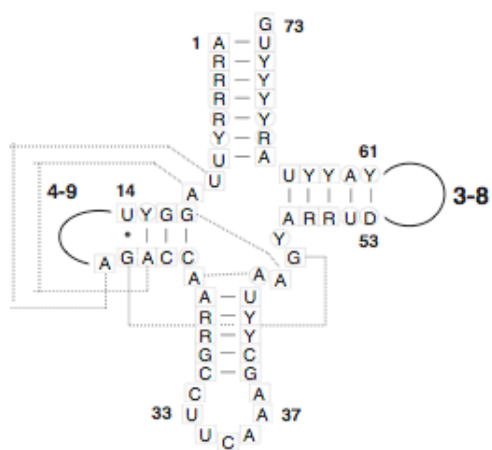 G 73
1 A U
R Y
R Y
R Y
R Y
Y R
U A
61
U
U Y Y A Y
4-9 14 A 3-8
U Y G G
A R R U D
Y 53
A G A C C
G
A A A
A U
R Y
R Y
G C
C G
C A
33 U A 37
U C A